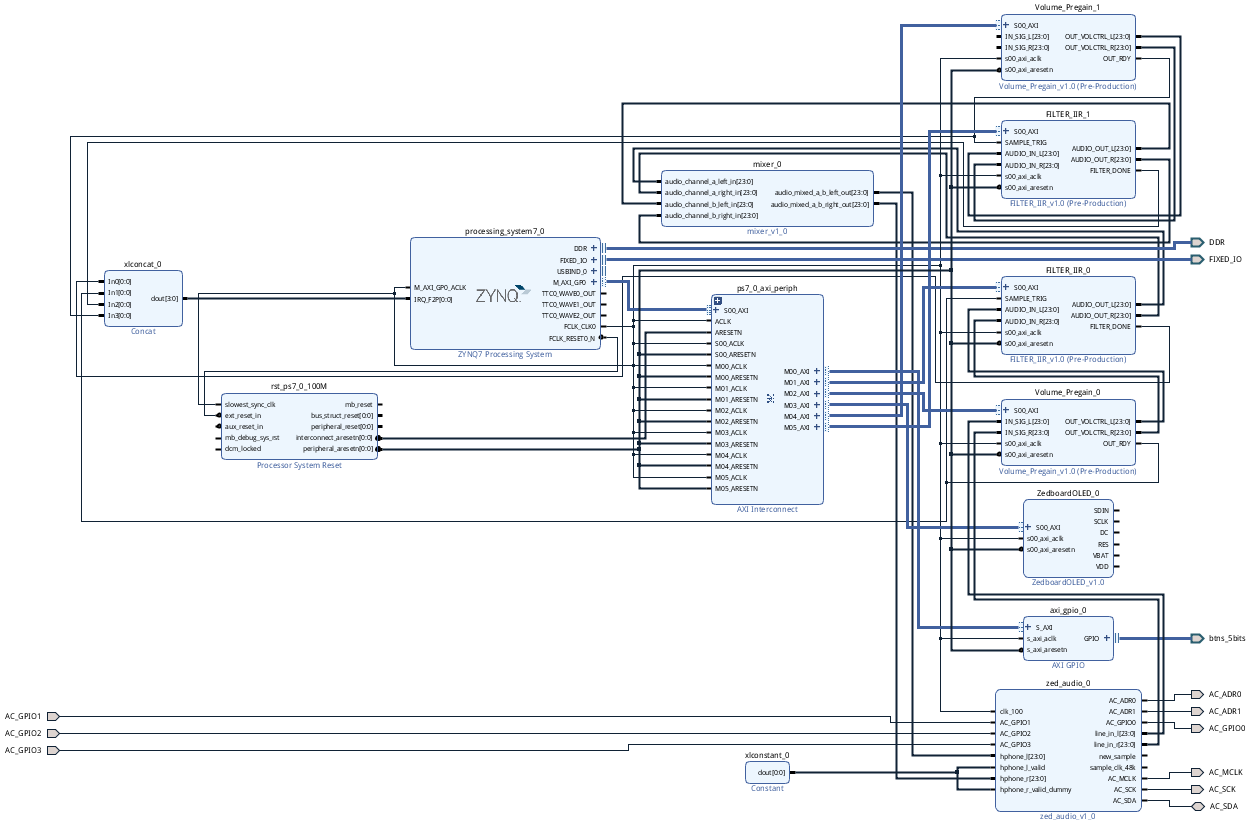 Volume_Pregain_1
S00_AXI
IN_SIG_L[23:0]
IN_SIG_R[23:0]
s00_axi_aclk
s00_axi_aresetn
OUT_VOLCTRL_L[23:0]
OUT_VOLCTRL_R[23:0]
OUT_RDY
Volume_Pregain_v1.0 (Pre-Production)
FILTER_IIR_1
S00_AXI
SAMPLE_TRIG
AUDIO_IN_L[23:0]
AUDIO_IN_R[23:0]
s00_axi_aclk
s00_axi_aresetn
AUDIO_OUT_L[23:0]
AUDIO_OUT_R[23:0]
FILTER_DONE
FILTER_IIR_v1.0 (Pre-Production)
mixer_0
audio_channel_a_left_in[23:0]
audio_channel_a_right_in[23:0]
audio_channel_b_left_in[23:0]
audio_channel_b_right_in[23:0]
audio_mixed_a_b_left_out[23:0]
audio_mixed_a_b_right_out[23:0]
mixer_v1_0
processing_system7_0
M_AXI_GP0_ACLK
IRQ_F2P[0:0]
ZYNQ
DDR
FIXED_IO
USBIND_0
M_AXI_GP0
TTC0_WAVE0_OUT
TTC0_WAVE1_OUT
TTC0_WAVE2_OUT
FCLK_CLK0
FCLK_RESET0_N
ZYNQ7 Processing System
DDR
FIXED_IO
xlconcat_0
In0[0:0]
In1[0:0]
In2[0:0]
In3[0:0]
dout[3:0]
Concat
FILTER_IIR_0
S00_AXI
SAMPLE_TRIG
AUDIO_IN_L[23:0]
AUDIO_IN_R[23:0]
s00_axi_aclk
s00_axi_aresetn
AUDIO_OUT_L[23:0]
AUDIO_OUT_R[23:0]
FILTER_DONE
FILTER_IIR_v1.0 (Pre-Production)
ps7_0_axi_periph
S00_AXI
ACLK
ARESETN
S00_ACLK
S00_ARESETN
M00_ACLK
M00_ARESETN
M01_ACLK
M01_ARESETN
M02_ACLK
M02_ARESETN
M03_ACLK
M03_ARESETN
M04_ACLK
M04_ARESETN
M05_ACLK
M05_ARESETN
M00_AXI
M01_AXI
M02_AXI
M03_AXI
M04_AXI
M05_AXI
AXI Interconnect
rst_ps7_0_100M
slowest_sync_clk
ext_reset_in
aux_reset_in
mb_debug_sys_rst
dcm_locked
mb_reset
bus_struct_reset[0:0]
peripheral_reset[0:0]
interconnect_aresetn[0:0]
peripheral_aresetn[0:0]
Processor System Reset
Volume_Pregain_0
S00_AXI
IN_SIG_L[23:0]
IN_SIG_R[23:0]
s00_axi_aclk
s00_axi_aresetn
OUT_VOLCTRL_L[23:0]
OUT_VOLCTRL_R[23:0]
OUT_RDY
Volume_Pregain_v1.0 (Pre-Production)
ZedboardOLED_0
S00_AXI
s00_axi_aclk
s00_axi_aresetn
SDIN
SCLK
DC
RES
VBAT
VDD
ZedboardOLED_v1.0
axi_gpio_0
S_AXI
s_axi_aclk
s_axi_aresetn
GPIO
AXI GPIO
btns_5bits
zed_audio_0
clk_100
AC_GPIO1
AC_GPIO2
AC_GPIO3
hphone_l[23:0]
hphone_l_valid
hphone_r[23:0]
hphone_r_valid_dummy
AC_ADR0
AC_ADR1
AC_GPIO0
line_in_l[23:0]
line_in_r[23:0]
new_sample
sample_clk_48k
AC_MCLK
AC_SCK
AC_SDA
zed_audio_v1_0
AC_GPIO1
AC_GPIO2
AC_GPIO3
xlconstant_0
dout[0:0]
Constant
AC_ADR0
AC_ADR1
AC_GPIO0
AC_MCLK
AC_SCK
AC_SDA